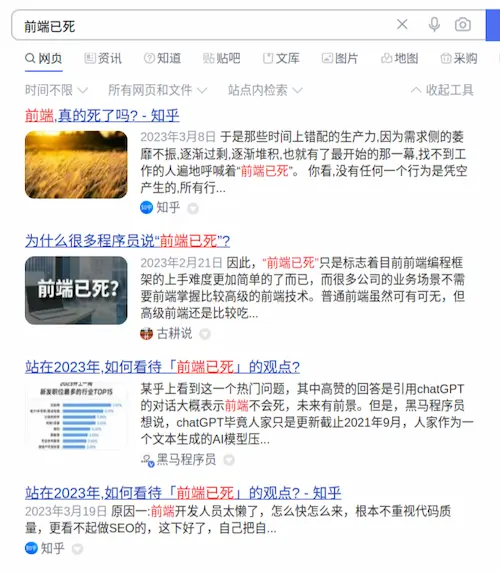 前端已死
网页 资讯 知道 贴吧 文库 图片 地图 采购
时间不限 所有网页和文件 站点内检索 收起工具
前端,真的死了吗? - 知乎
2023年3月8日 于是那些时间上错配的生产力,因为需求侧的萎
靡不振,逐渐过剩,逐渐堆积,也就有了最开始的那一幕,找不到工
作的人遍地呼喊着“前端已死”。 你看,没有任何一个行为是凭空
产生的,所有行...
知乎
为什么很多程序员说“前端已死”?
前端已死?
2023年2月21日 因此，“前端已死”只是标志着目前前端编程框
架的上手难度更加简单的了而已，而很多公司的业务场景不需
要前端掌握比较高级的前端技术。普通前端虽然可有可无，但
高级前端还是比较吃...
古耕说
站在2023年,如何看待「前端已死」的观点?
新发职位最多的行业TOP15
某乎上看到这一个热门问题，其中高赞的回答是引用chatGPT
的对话大概表示前端不会死，未来有前景。但是，黑马程序员
想说，chatGPT毕竟人家只是更新截止2021年9月，人家作为一
个文本生成的AI模型压...
黑马程序员
站在2023年,如何看待「前端已死」的观点? - 知乎
2023年3月19日 原因一:前端开发人员太懒了，怎么快怎么来，根本不重视代码质
量，更看不起做SEO的，这下好了，自己把自...
知乎